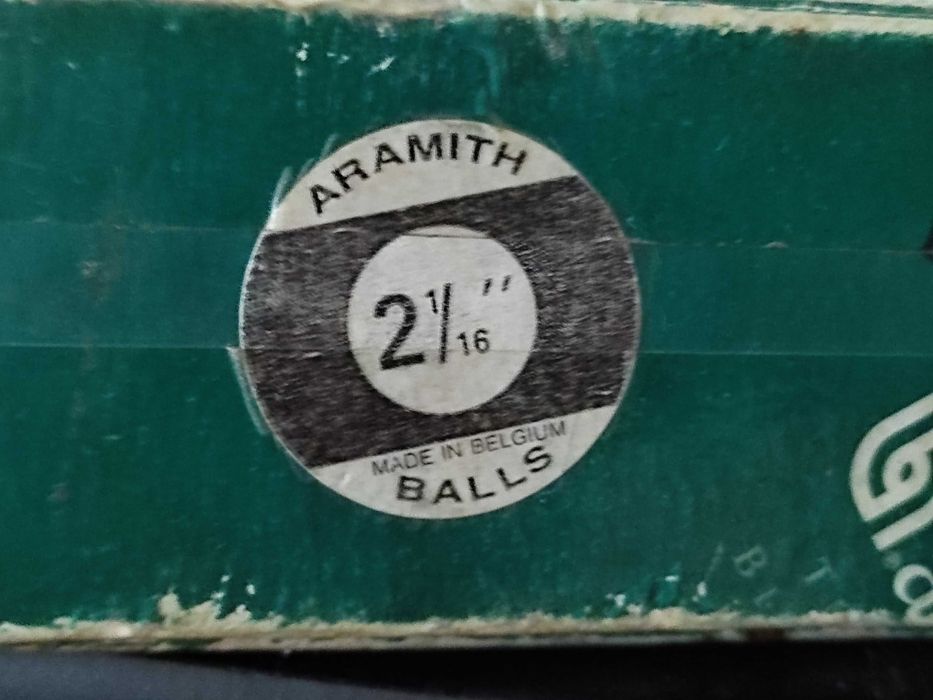 ARAMITH
2 1/16"
MADE IN BELGIUM
BALLS